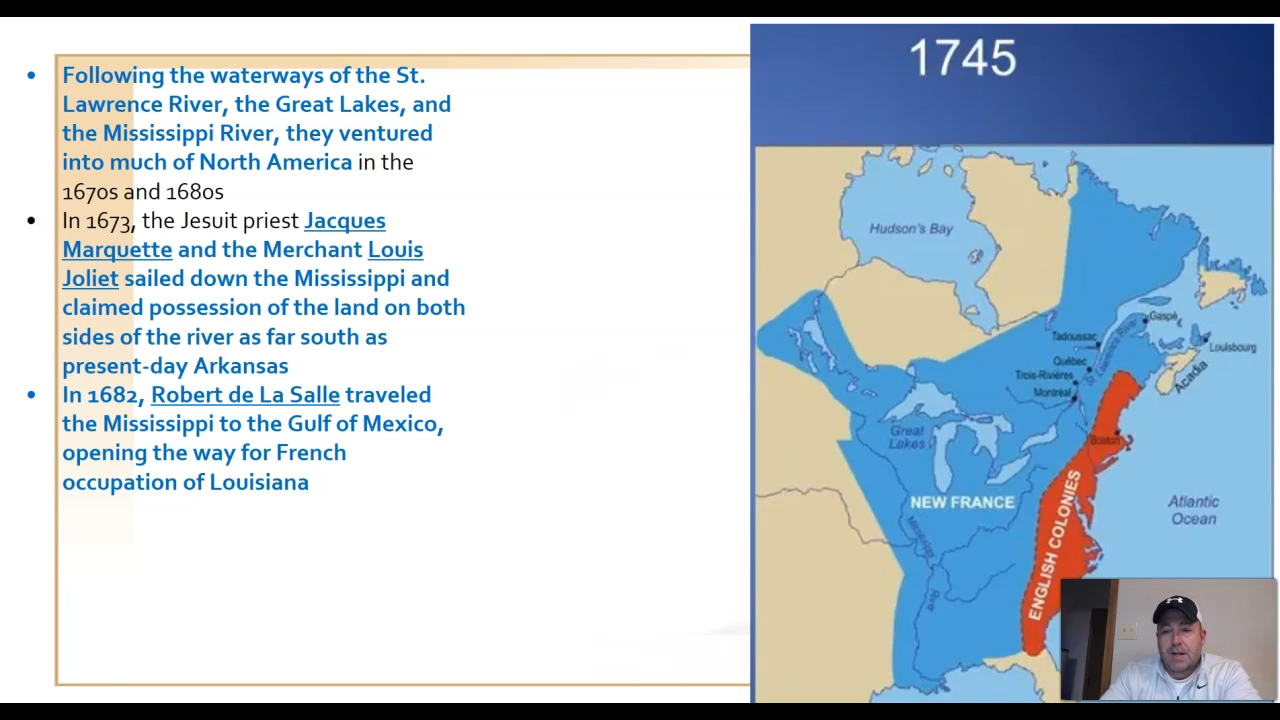 Following the waterways of the St.
Lawrence River, the Great Lakes, and
the Mississippi River, they ventured
into much of North America in the
1670s and 1680s
In 1673, the Jesuit priest Jacques
Marquette and the Merchant Louis
Joliet sailed down the Mississippi and
claimed possession of the land on both
sides of the river as far south as
present-day Arkansas
In 1682, Robert de La Salle traveled
the Mississippi to the Gulf of Mexico,
opening the way for French
occupation of Louisiana
1745
Hudson's Bay
Gaspé
Tadoussac
Louisbourg
Québec
St. Lawrence River
Trois-Rivières
Acadia
Montréal
Great
Lakes
Boston
NEW FRANCE
ENGLISH COLONIES
Atlantic
Ocean
Mississippi
River